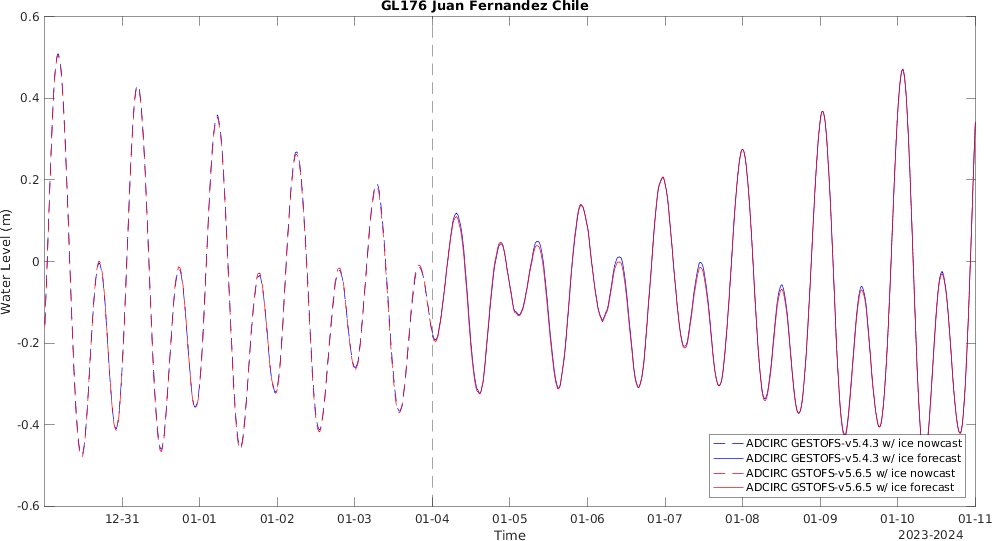 GL176 Juan Fernandez Chile
0.6
0.4
0.2
0
-0.2
-0.4
-0.6
Water Level (m)
ADCIRC GESTOFS-v5.4.3 w/ ice nowcast
ADCIRC GESTOFS-v5.4.3 w/ ice forecast
ADCIRC GSTOFS-v5.6.5 w/ ice nowcast
ADCIRC GSTOFS-v5.6.5 w/ ice forecast
12-31 01-01 01-02 01-03 01-04 01-05 01-06 01-07 01-08 01-09 01-10 01-11
Time
2023-2024